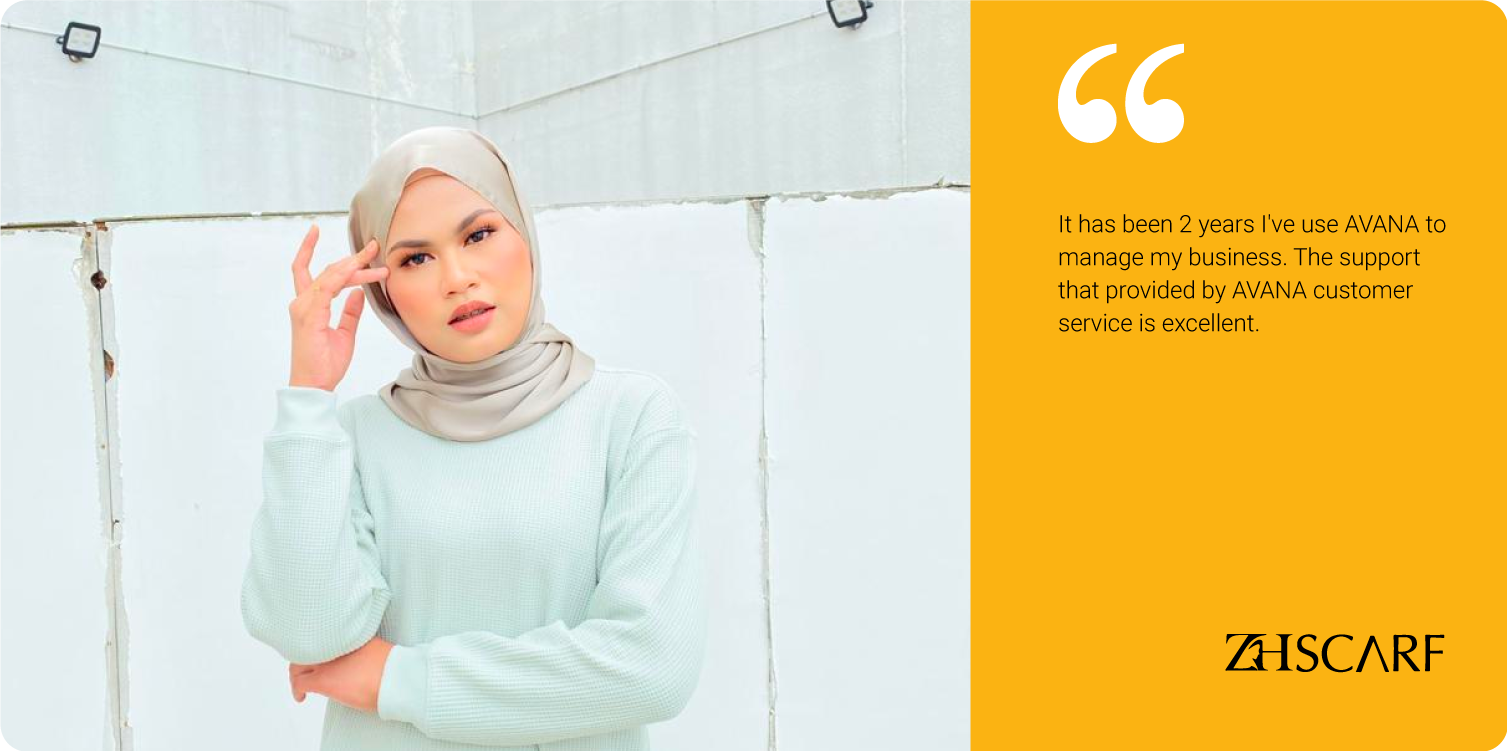 It has been 2 years I've use AVANA to
manage my business. The support
that provided by AVANA customer
service is excellent.
ZHSCARF